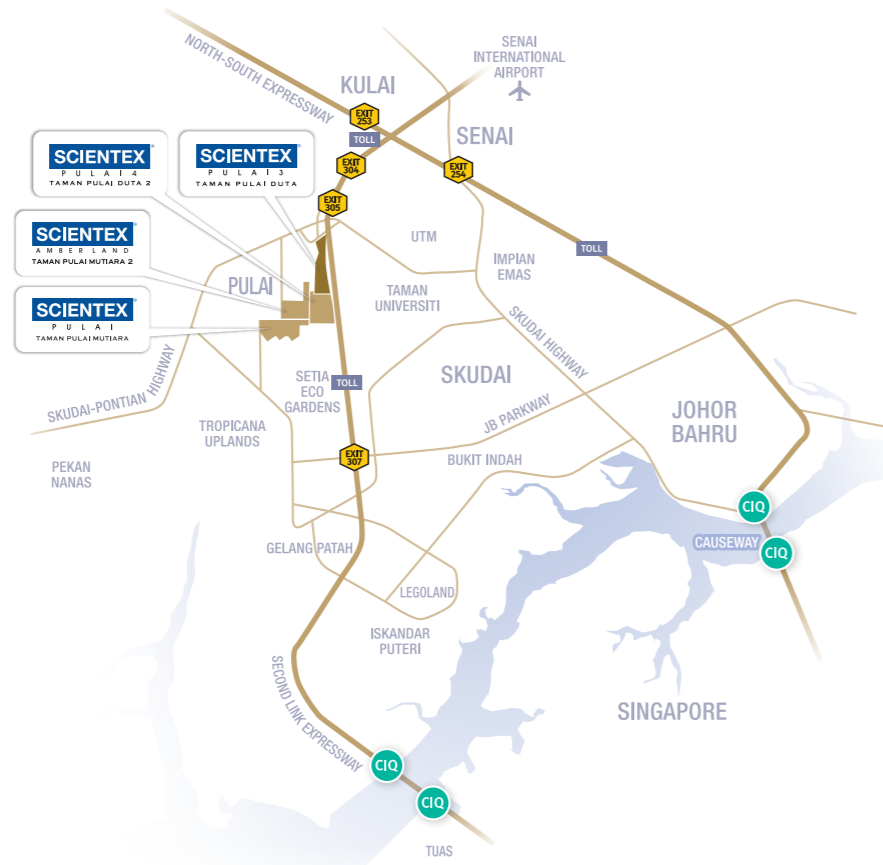 NORTH-SOUTH EXPRESSWAY
KULAI
SENAI
INTERNATIONAL
AIRPORT
EXIT
253
TOLL
SENAI
EXIT
304
EXIT
254
EXIT
305
SCIENTEX®
PULAI 4
TAMAN PULAI DUTA 2
SCIENTEX®
PULAI 3
TAMAN PULAI DUTA
SCIENTEX®
AMBER LAND
TAMAN PULAI MUTIARA 2
SCIENTEX®
PULAI
TAMAN PULAI MUTIARA
UTM
TOLL
IMPIAN
EMAS
PULAI
TAMAN
UNIVERSITI
SKUDAI HIGHWAY
SKUDAI-PONTIAN HIGHWAY
SETIA
ECO
GARDENS
TOLL
SKUDAI
TROPICANA
UPLANDS
JB PARKWAY
JOHOR
BAHRU
PEKAN
NANAS
EXIT
307
BUKIT INDAH
CIQ
CAUSEWAY
CIQ
GELANG PATAH
LEGOLAND
ISKANDAR
PUTERI
SECOND LINK EXPRESSWAY
SINGAPORE
CIQ
CIQ
TUAS